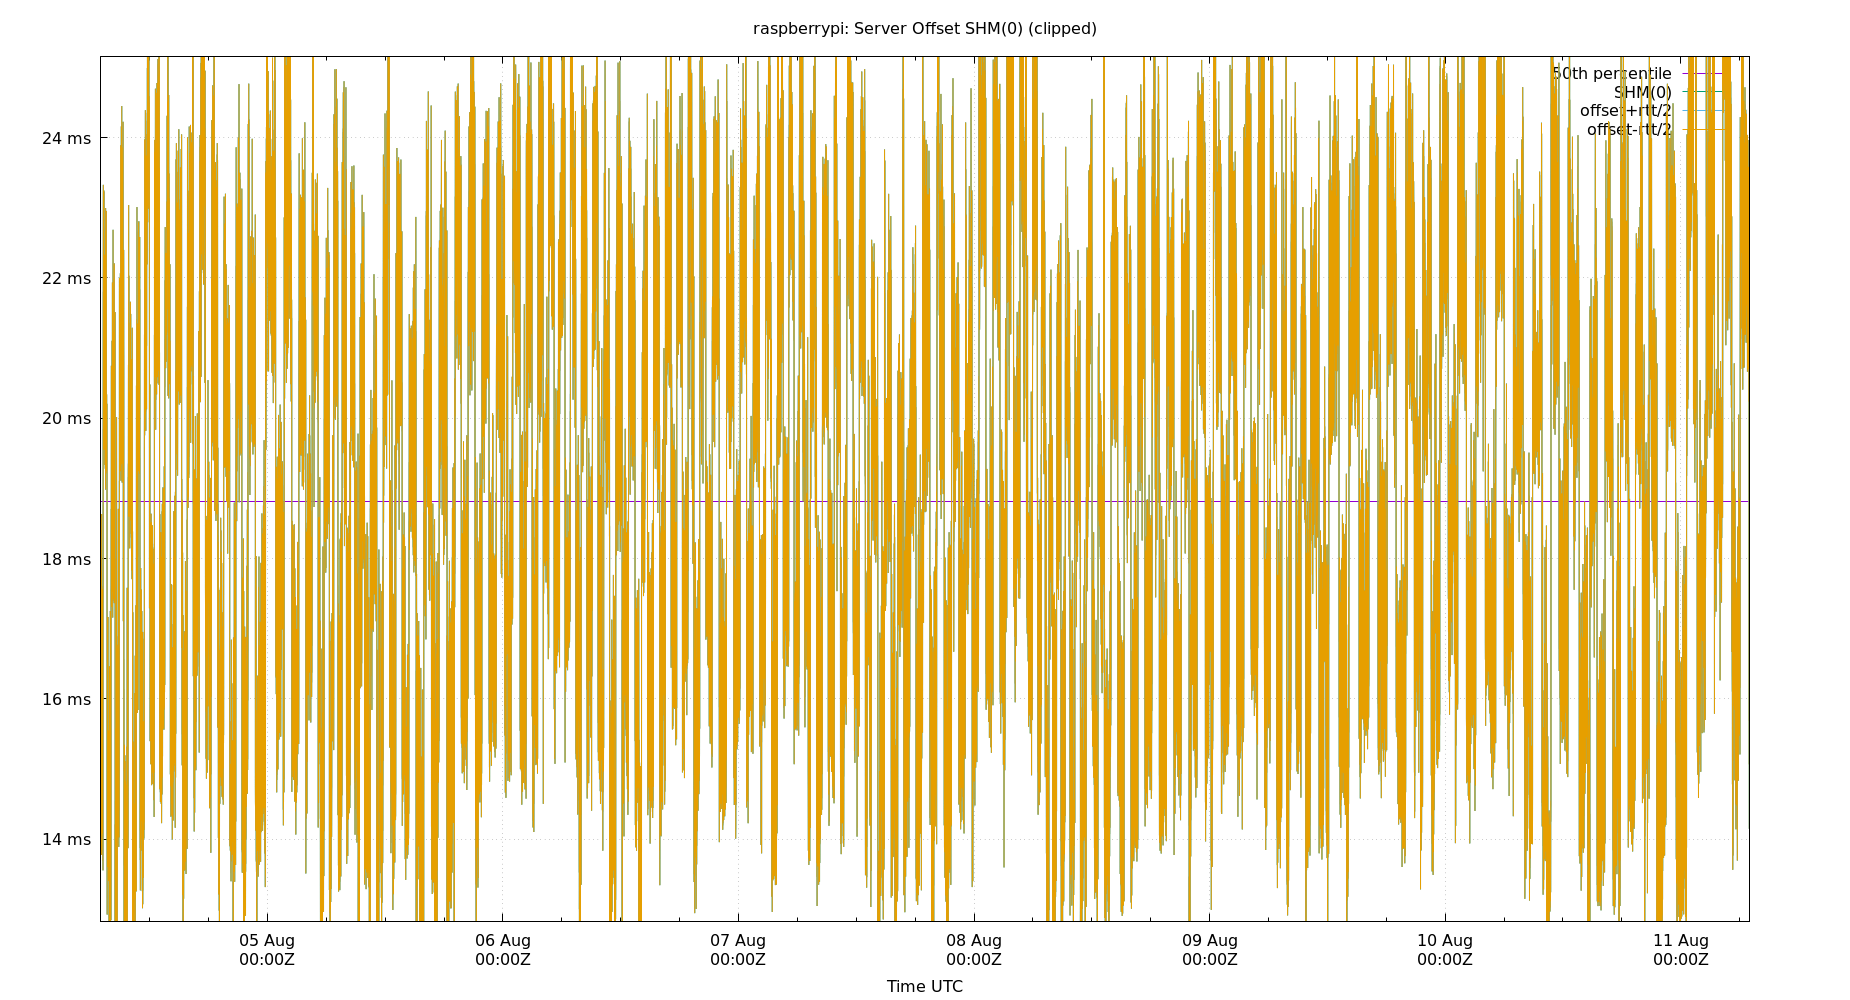 raspberrypi: Server Offset SHM(0) (clipped)
50th percentile
SHM(0)
offset+rtt/2
offset-rtt/2
24 ms
22 ms
20 ms
18 ms
16 ms
14 ms
05 Aug 06 Aug 07 Aug 08 Aug 09 Aug 10 Aug 11 Aug
00:00Z 00:00Z 00:00Z 00:00Z 00:00Z 00:00Z 00:00Z
Time UTC